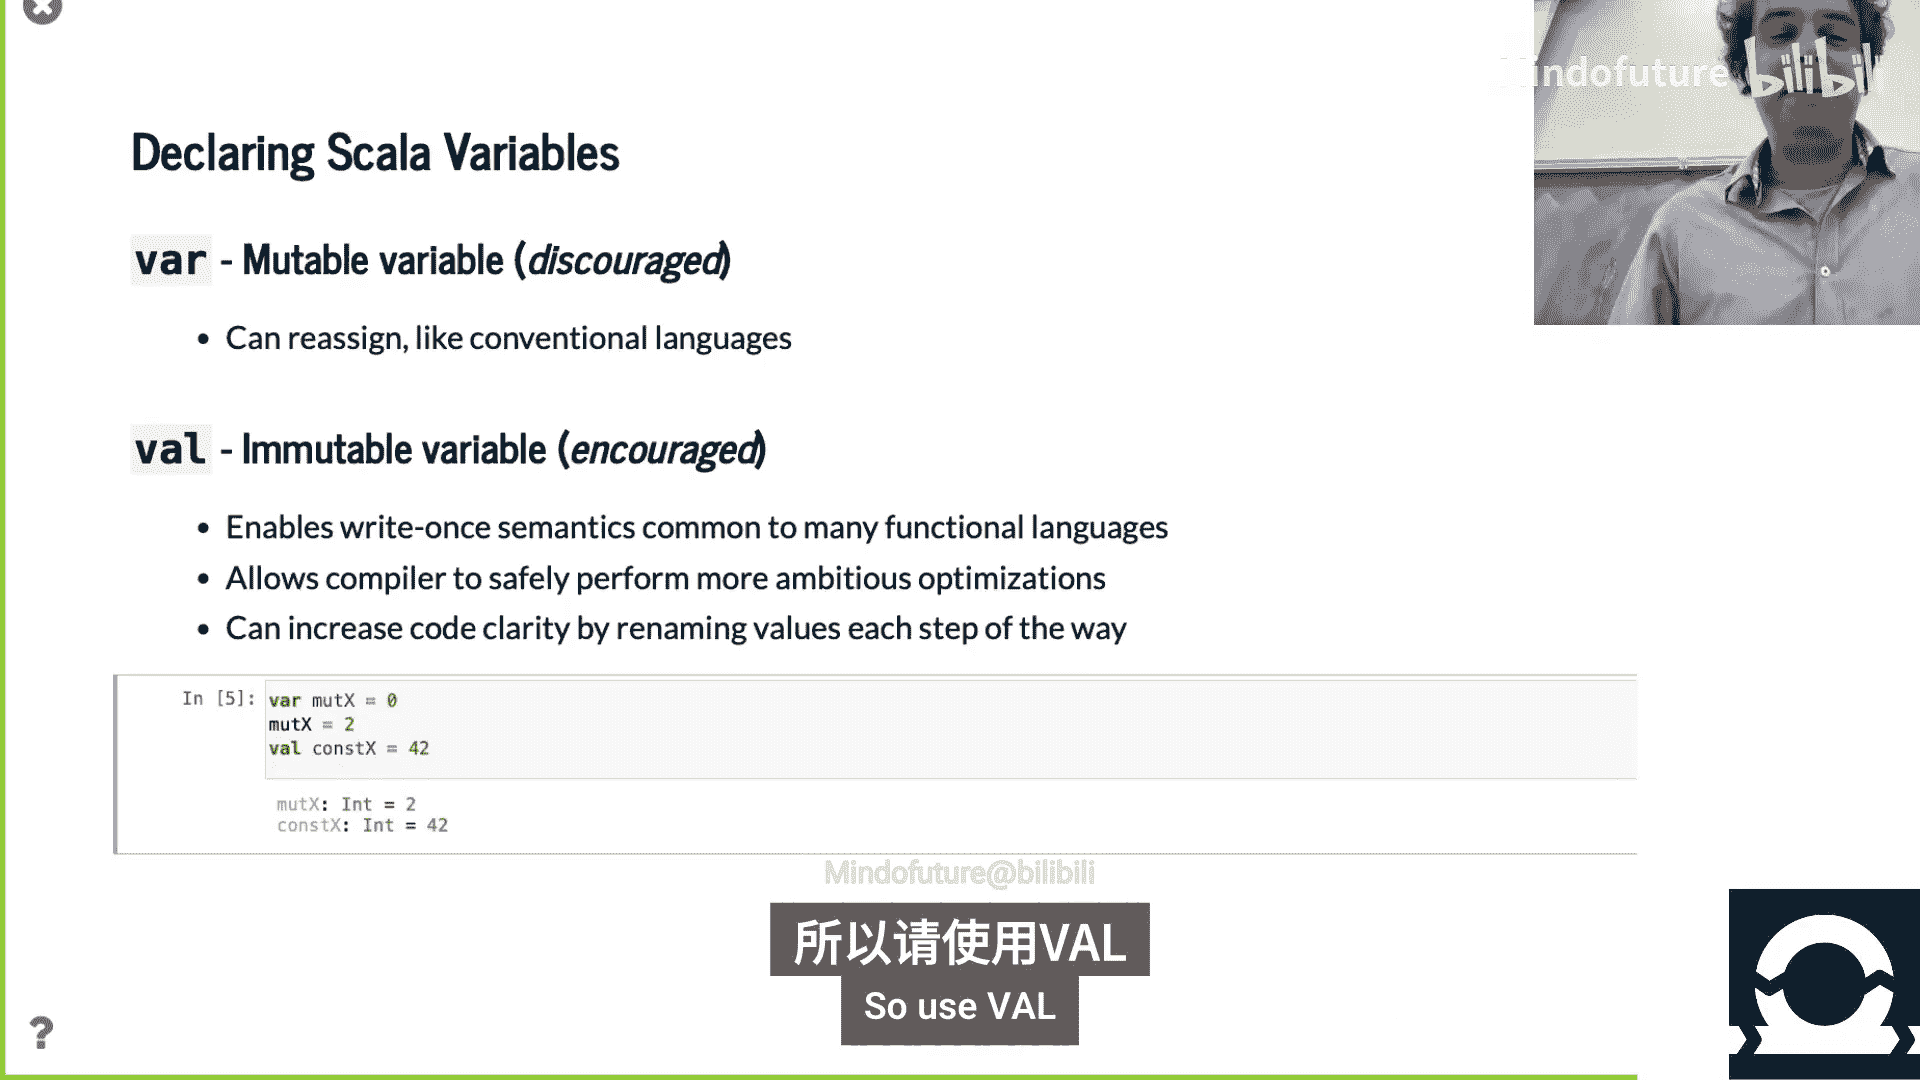 Declaring Scala Variables
var - Mutable variable (discouraged)
• Can reassign, like conventional languages
val - Immutable variable (encouraged)
• Enables write-once semantics common to many functional languages
• Allows compiler to safely perform more ambitious optimizations
• Can increase code clarity by renaming values each step of the way
In [5]: var mutX = 0
mutX = 2
val constX = 42
mutX: Int = 2
constX: Int = 42
Mindofuture@bilibili
所以请使用VAL
So use VAL
?